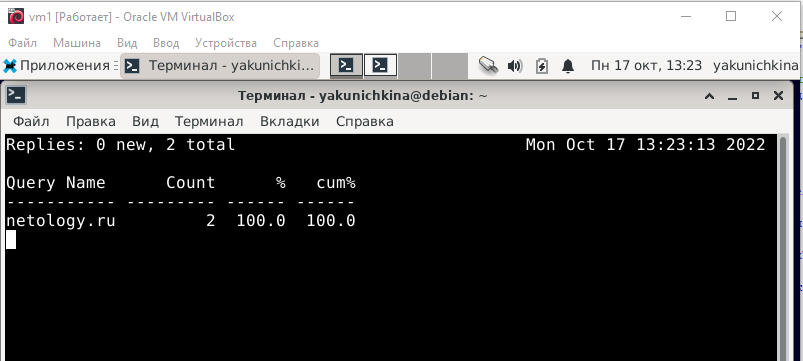 vm1 [Работает] - Oracle VM VirtualBox
Файл Машина Вид Ввод Устройства Справка
Приложения Терминал - yakunichki... Пн 17 окт, 13:23 yakunichkina
Терминал - yakunichkina@debian: ~
Файл Правка Вид Терминал Вкладки Справка
Replies: 0 new, 2 total Mon Oct 17 13:23:13 2022
Query Name Count % cum%
----------- --------- ------ ------
netology.ru 2 100.0 100.0